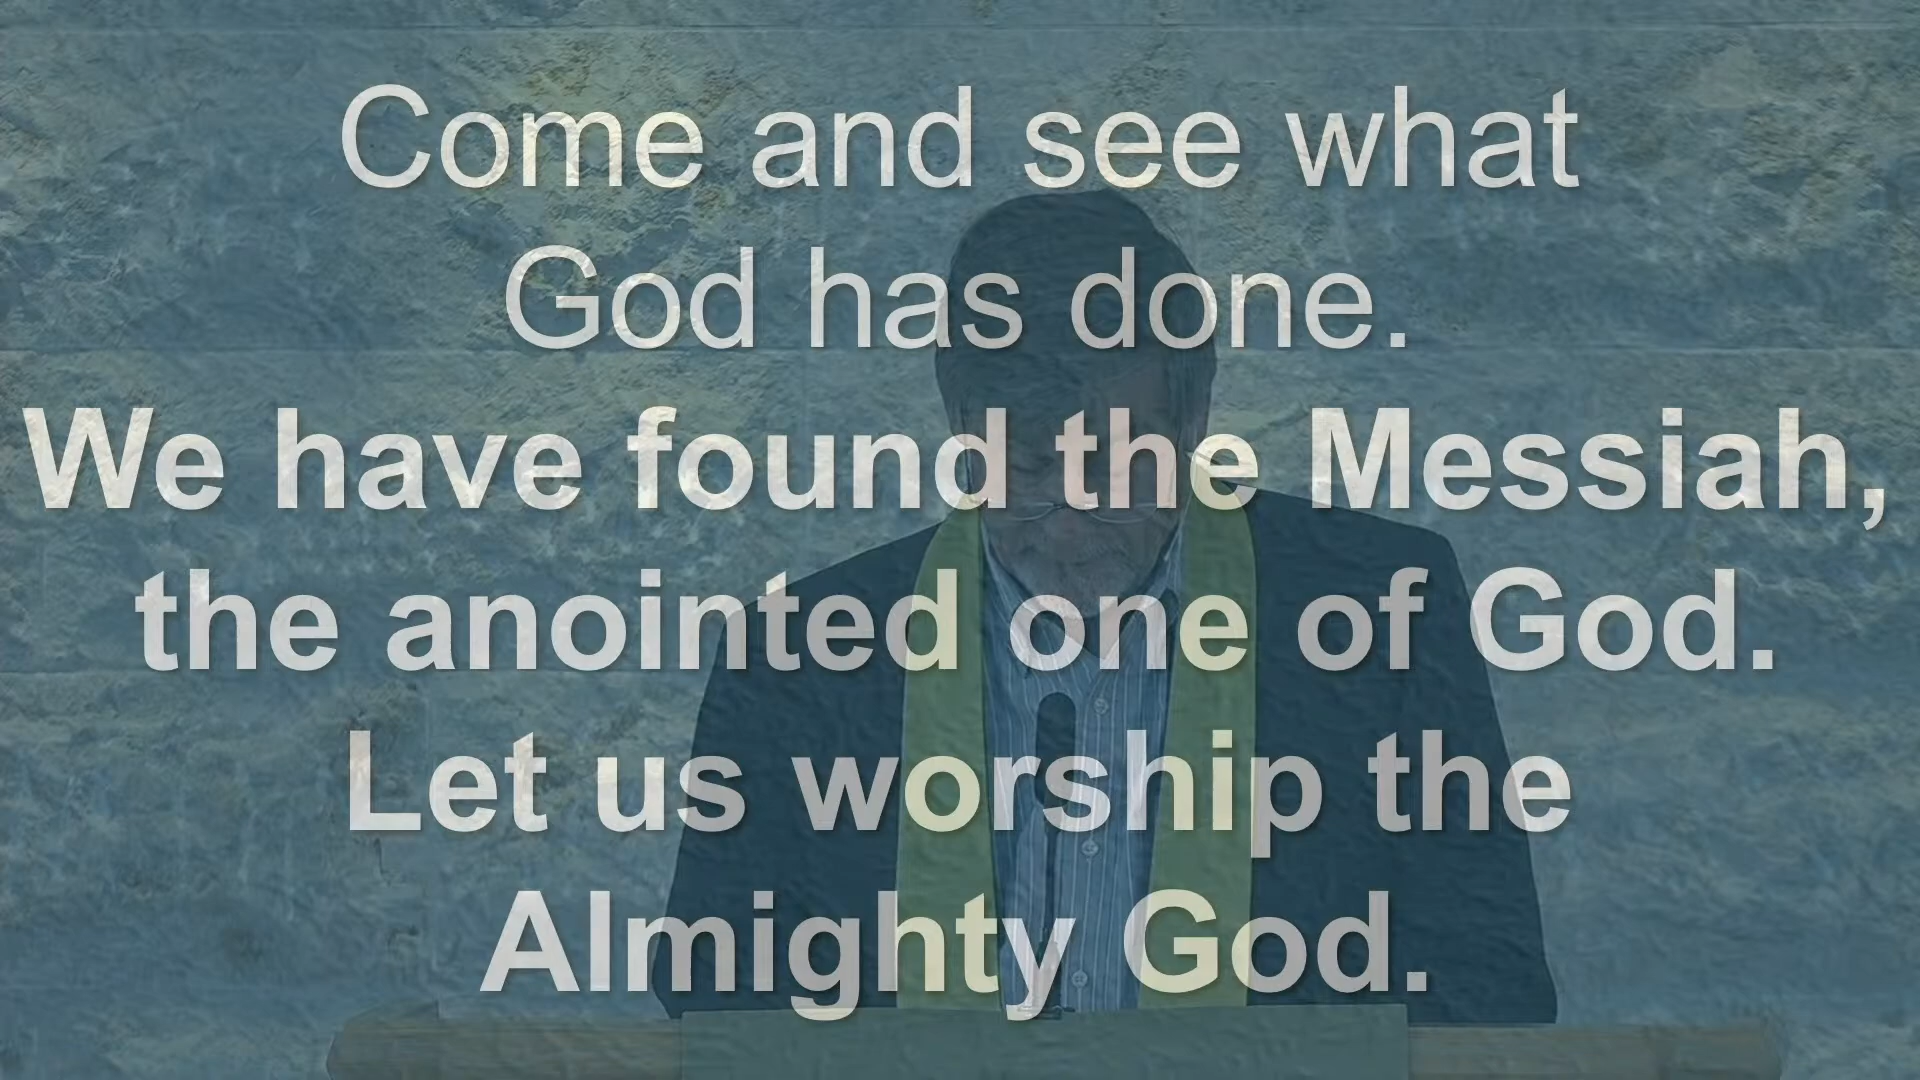 Come and see what
God has done.
We have found the Messiah,
the anointed one of God.
Let us worship the
Almighty God.